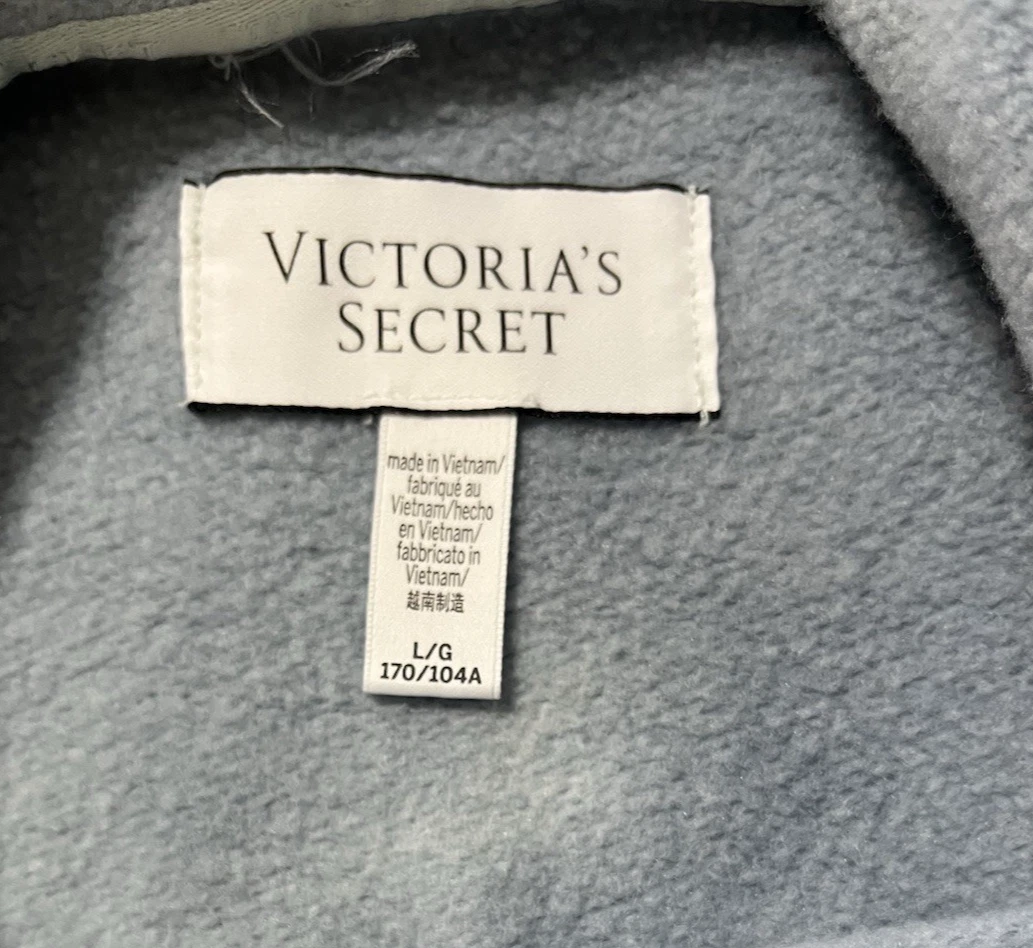 VICTORIA'S
SECRET
made in Vietnam/
fabriqué au
Vietnam/hecho
en Vietnam/
fabbricato in
Vietnam/
越南制造
L/G
170/104A